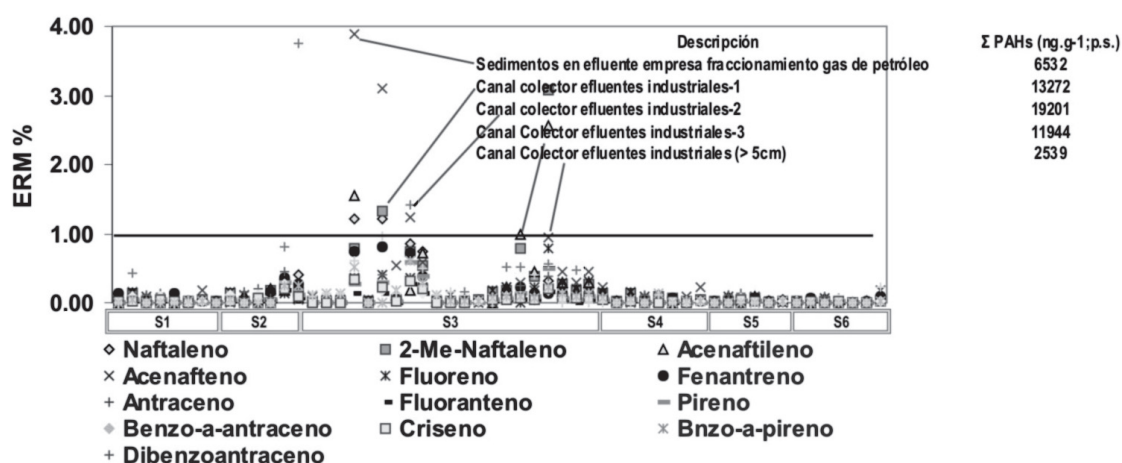 4.00
Descripción Σ PAHs (ng.g-1;p.s.)
Sedimentos en efluente empresa fraccionamiento gas de petróleo 6532
3.00
Canal colector efluentes industriales-1 13272
Canal colector efluentes industriales-2 19201
Canal Colector efluentes industriales-3 11944
Canal Colector efluentes industriales (> 5cm) 2539
ERM %
2.00
1.00
0.00
S1 S2 S3 S4 S5 S6
Naftaleno 2-Me-Naftaleno Acenaftileno
Acenafteno Fluoreno Fenantreno
Antraceno Fluoranteno Pireno
Benzo-a-antraceno Criseno Bnzo-a-pireno
Dibenzoantraceno